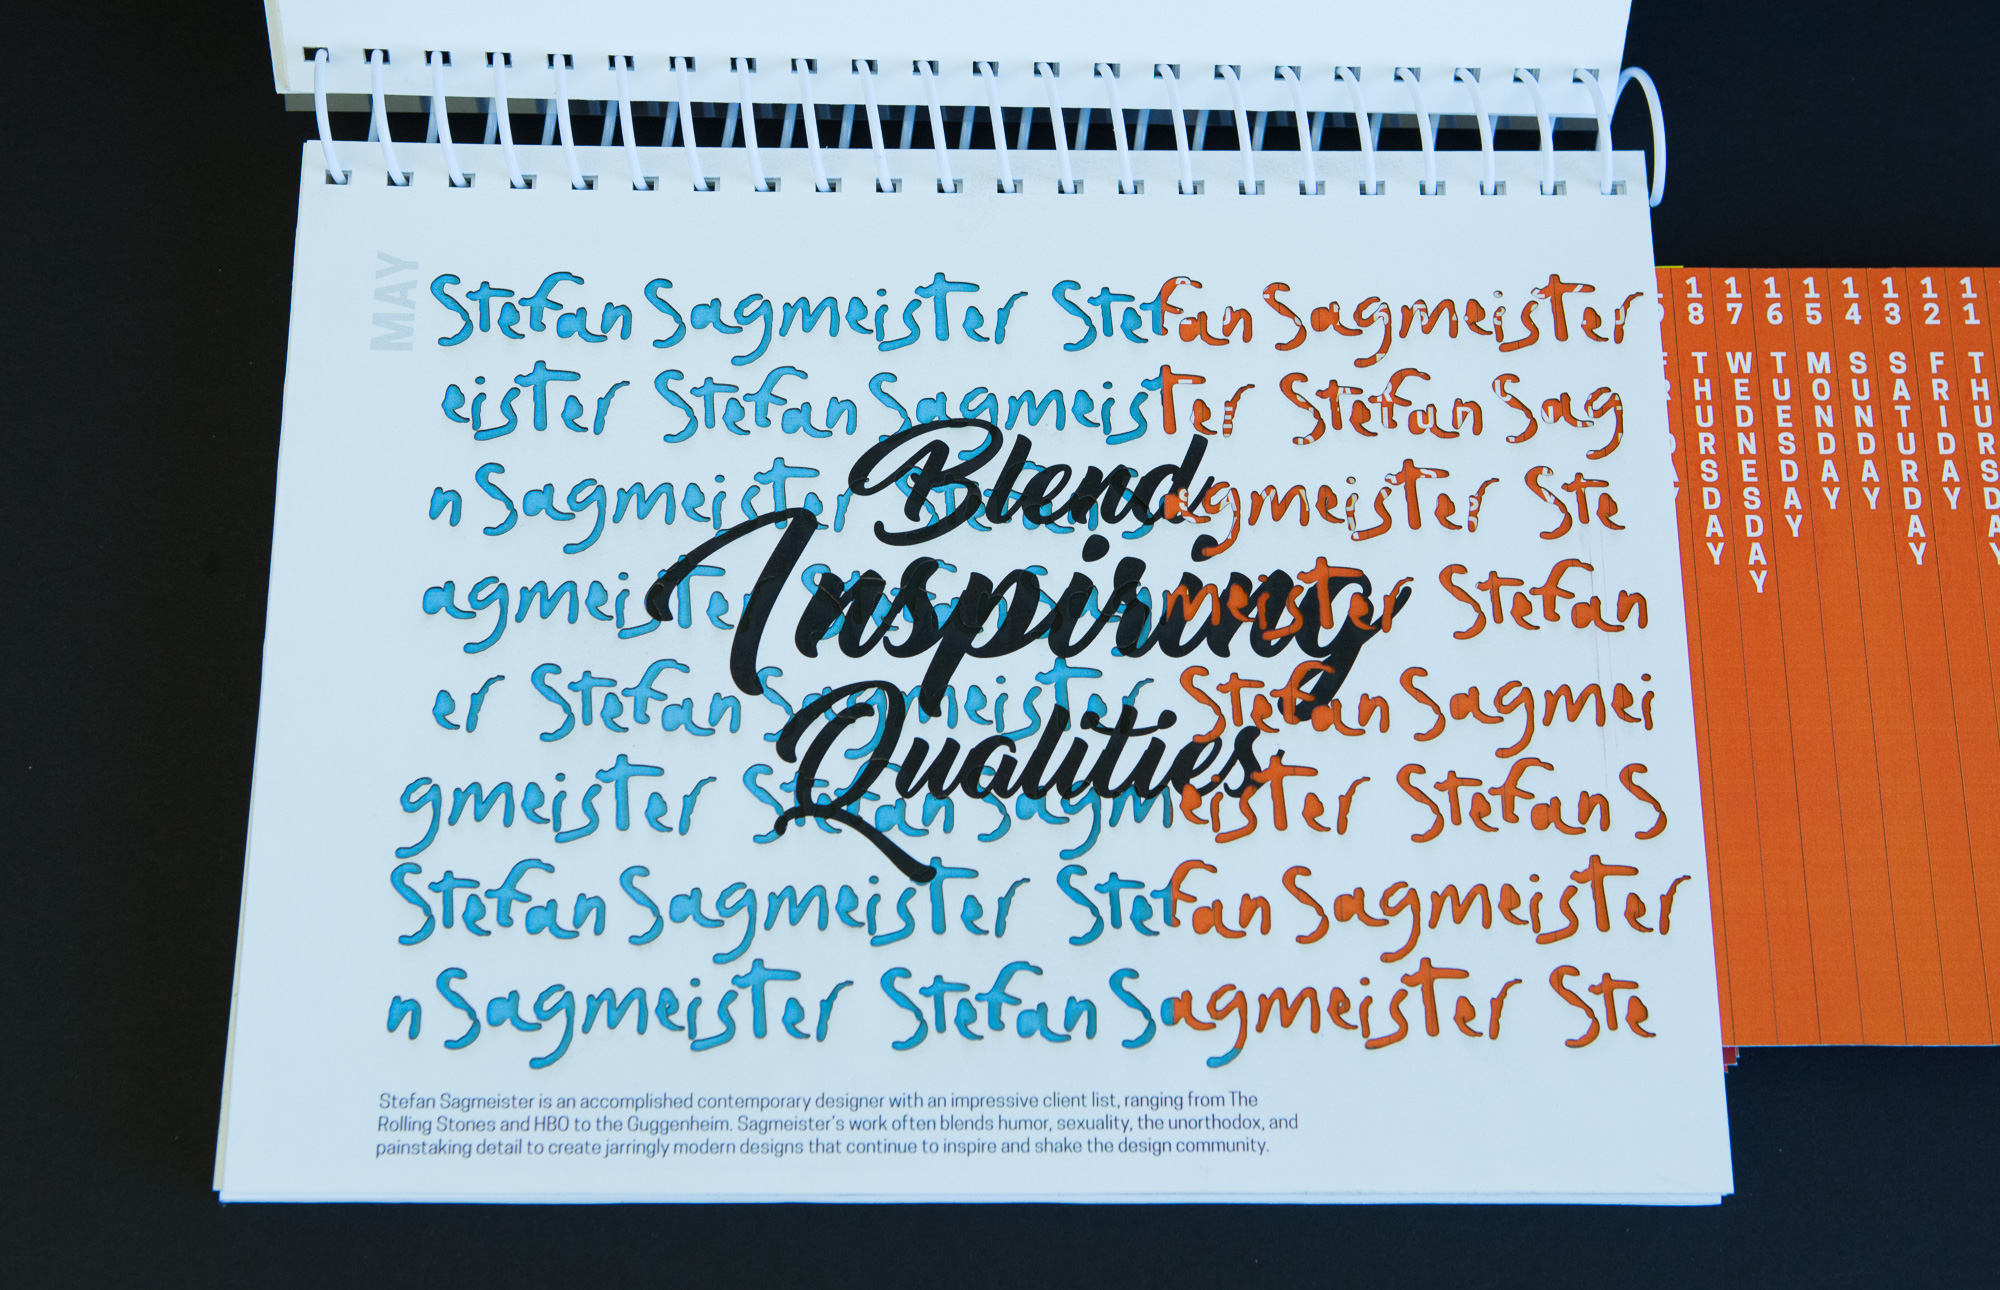 MAY
Stefan Sagmeister Stefan Sagmeister
eister Stefan Sagmeister Stefan Sag
n Sagmeister Stefan Sagmeister Ste
agmeister Stefan Sagmeister Stefan
er Stefan Sagmeister Stefan Sagmei
gmeister Stefan Sagmeister Stefan S
Stefan Sagmeister Stefan Sagmeister
n Sagmeister Stefan Sagmeister Ste
Blend
Inspiring
Qualities
Stefan Sagmeister is an accomplished contemporary designer with an impressive client list, ranging from The
Rolling Stones and HBO to the Guggenheim. Sagmeister's work often blends humor, sexuality, the unorthodox, and
painstaking detail to create jarringly modern designs that continue to inspire and shake the design community.
18 THURSDAY
17 WEDNESDAY
16 TUESDAY
15 MONDAY
14 SUNDAY
13 SATURDAY
12 FRIDAY
11 THURSDAY